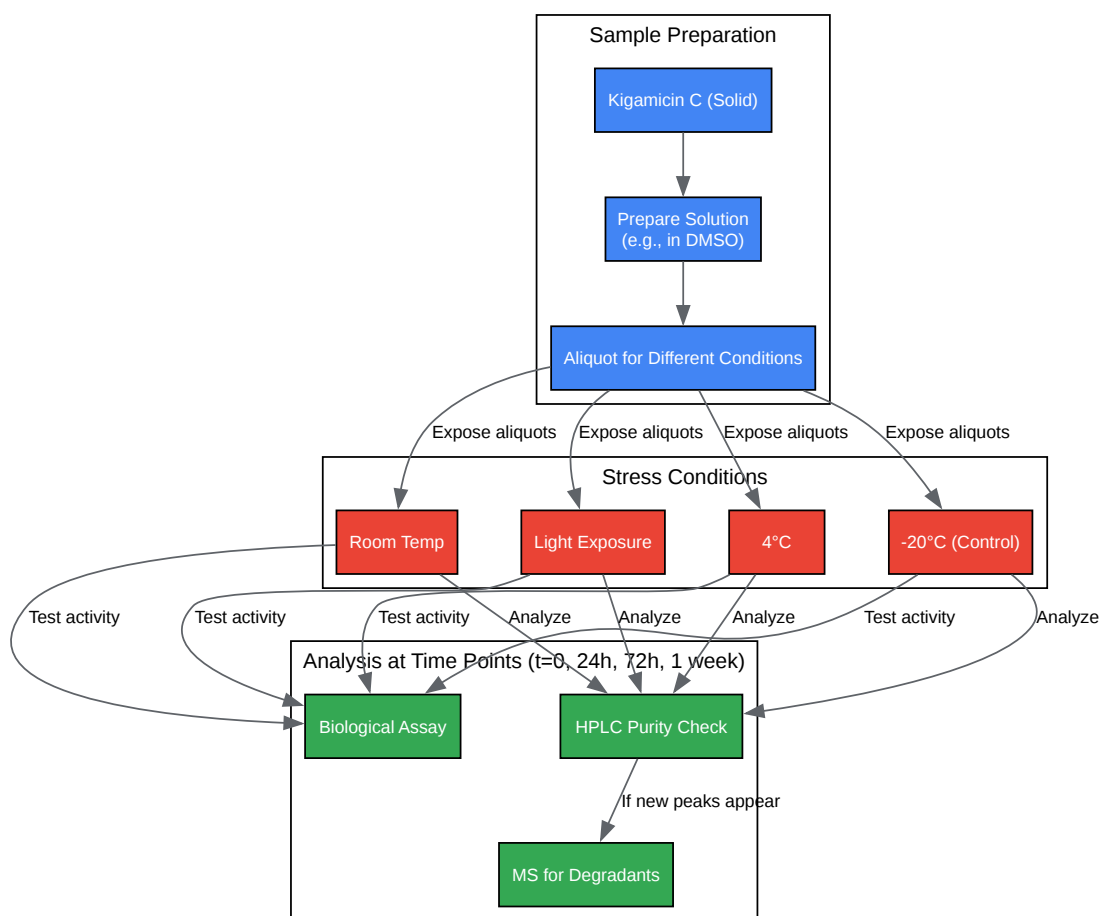 Sample Preparation
Kigamicin C (Solid)
Prepare Solution
(e.g., in DMSO)
Aliquot for Different Conditions
Expose aliquots
Expose aliquots
Expose aliquots
Expose aliquots
Stress Conditions
Room Temp
Light Exposure
4°C
-20°C (Control)
Test activity
Test activity
Test activity
Analyze
Analyze
Analyze
Test activity
Analyze
Analysis at Time Points (t=0, 24h, 72h, 1 week)
Biological Assay
HPLC Purity Check
If new peaks appear
MS for Degradants